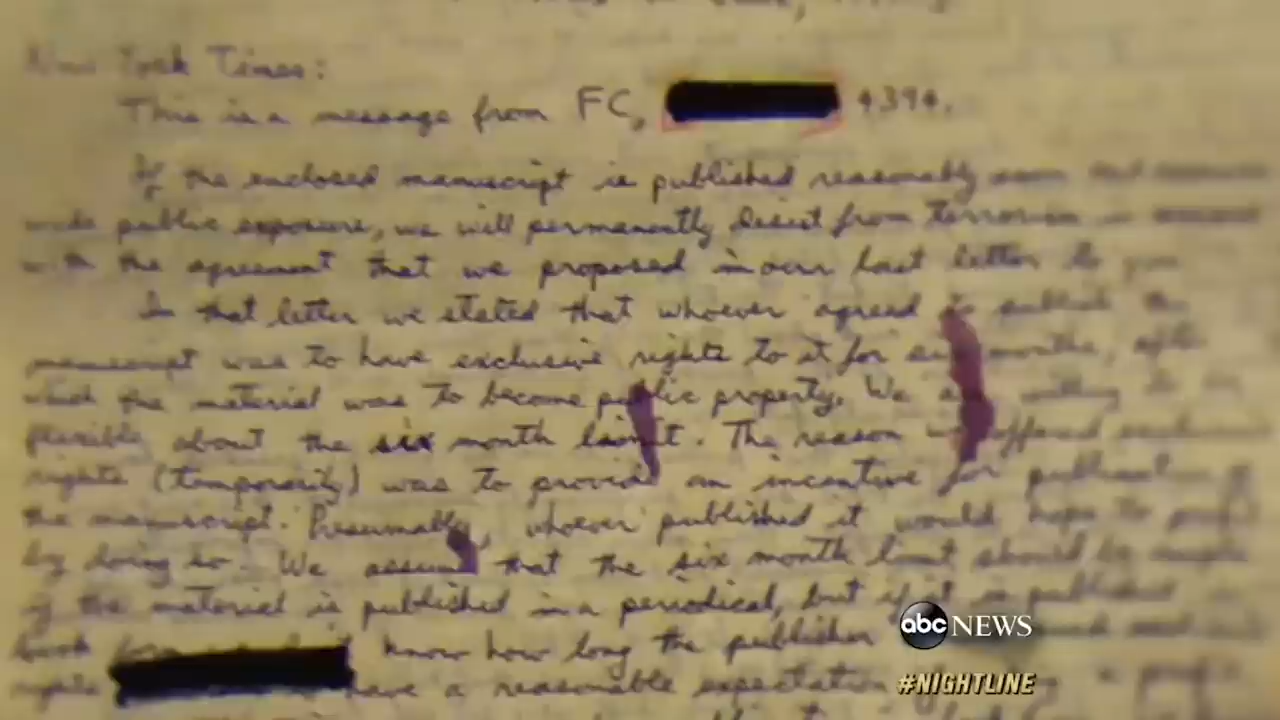 New York Times:
This is a message from FC, 4394.
If the enclosed manuscript is published reasonably soon and
wide public exposure, we will permanently desist from terrorism in
with the agreement that we proposed in our last letter to you
In that letter we stated that whoever agreed to publish the
manuscript was to have exclusive rights to it for six months, after
which the material was to become public property. We are willing to be
flexible about the six month limit. The reason we offered exclusive
rights (temporarily) was to provide an incentive for publication of
the manuscript. Presumably, whoever published it would hope to profit
by doing so. We assume that the six month limit should be
if the material is published in a periodical, but if it is published
book form know how long the publisher
rights have a reasonable expectation
abc NEWS
#NIGHTLINE